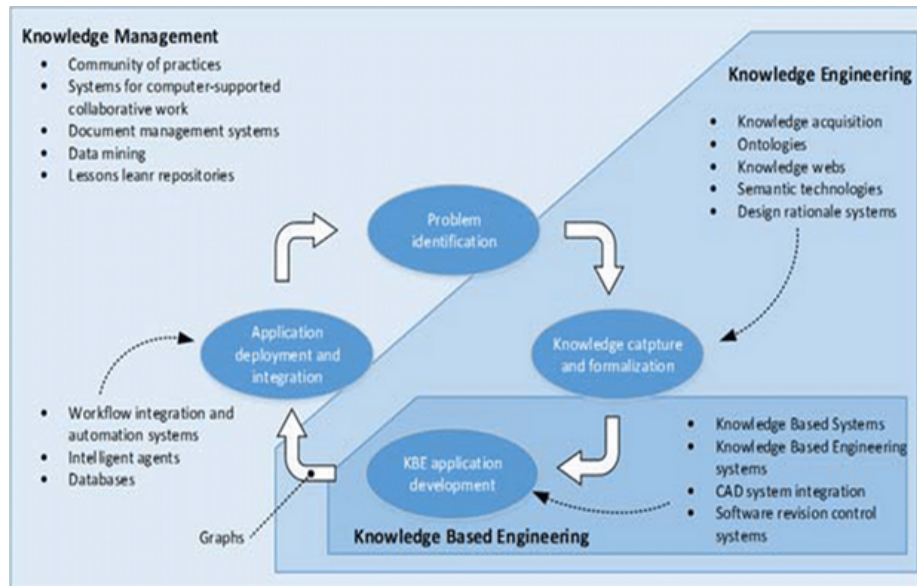 Knowledge Management
• Community of practices
• Systems for computer-supported
collaborative work
• Document management systems
• Data mining
• Lessons leanr repositories
Knowledge Engineering
• Knowledge acquisition
• Ontologies
• Knowledge webs
• Semantic technologies
• Design rationale systems
Problem
identification
Application
deployment and
integration
Knowledge catpture
and formalization
• Workflow integration and
automation systems
• Intelligent agents
• Databases
KBE application
development
• Knowledge Based Systems
• Knowledge Based Engineering
systems
• CAD system integration
• Software revision control
systems
Graphs
Knowledge Based Engineering